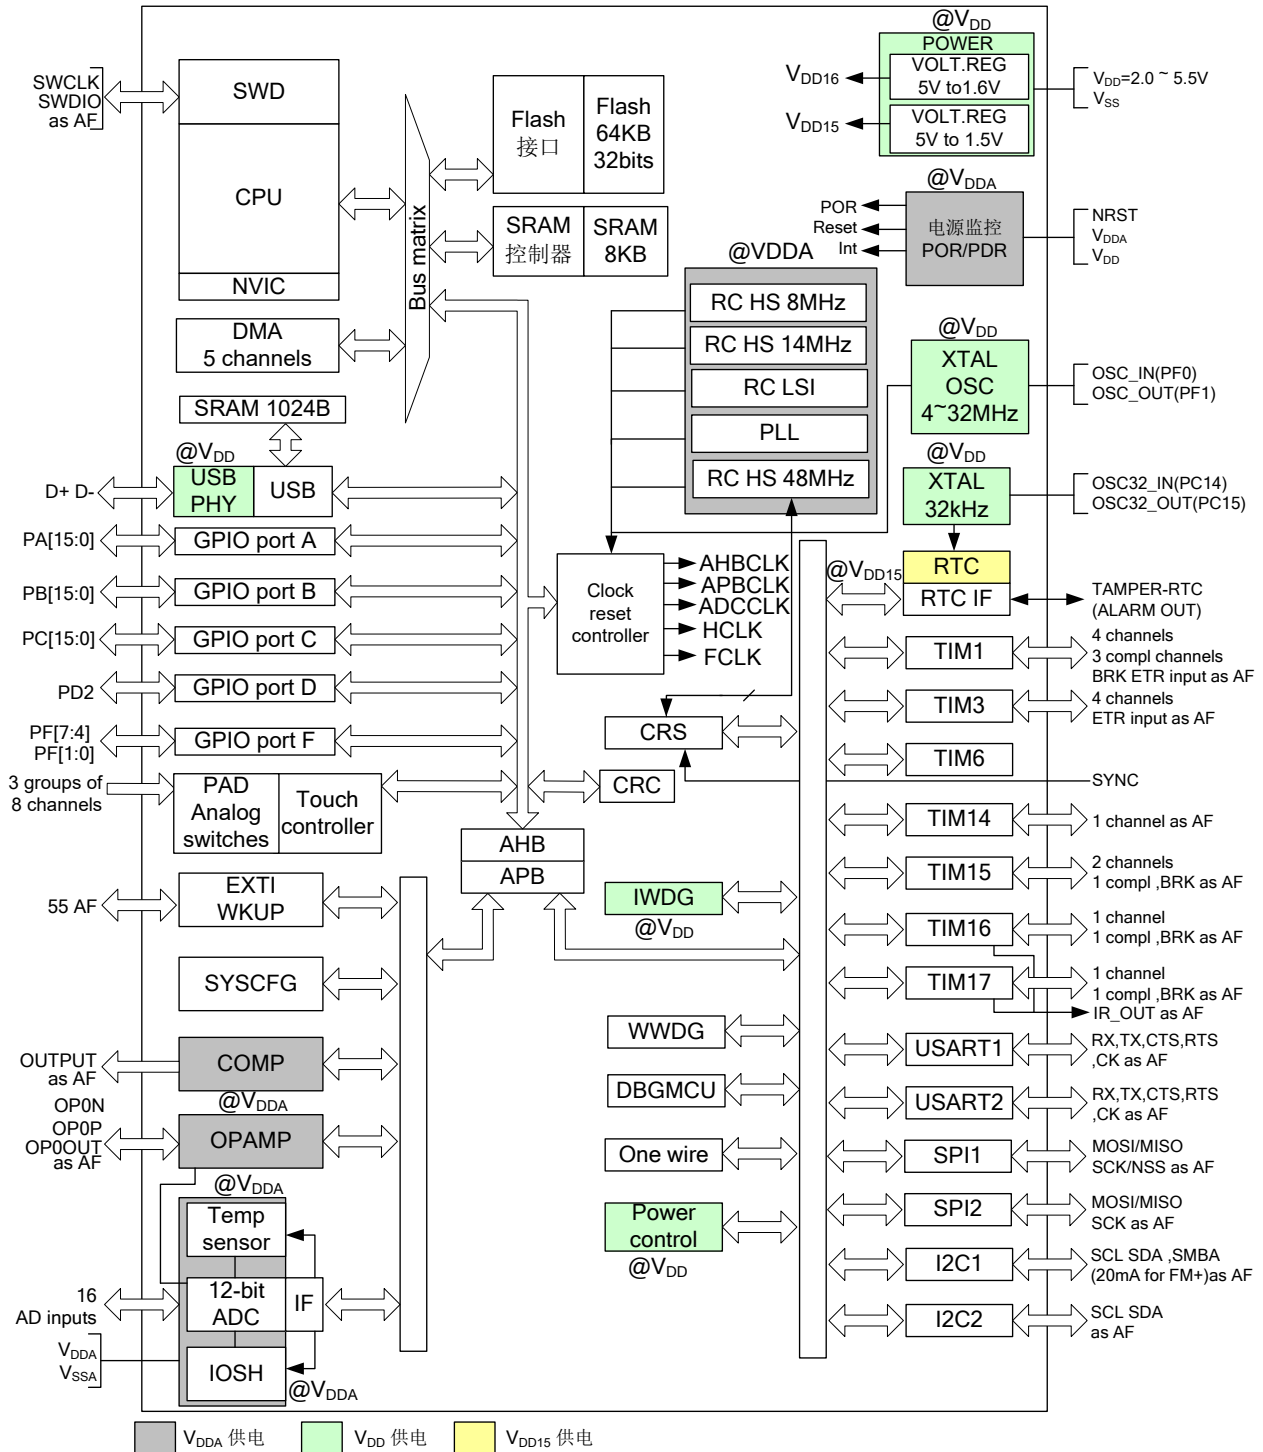 @VDD
POWER
VOLT.REG
5V to1.6V
VOLT.REG
5V to 1.5V
VDD16
VDD15
VDD=2.0 ~ 5.5V
VSS
SWCLK
SWDIO
as AF
SWD
CPU
NVIC
DMA
5 channels
Bus matrix
Flash
接口
Flash
64KB
32bits
SRAM
控制器
SRAM
8KB
@VDDA
POR
Reset
Int
电源监控
POR/PDR
NRST
VDDA
VDD
@VDDA
RC HS 8MHz
RC HS 14MHz
RC LSI
PLL
RC HS 48MHz
@VDD
XTAL
OSC
4~32MHz
OSC_IN(PF0)
OSC_OUT(PF1)
@VDD
XTAL
32kHz
OSC32_IN(PC14)
OSC32_OUT(PC15)
SRAM 1024B
@VDD
D+ D-
USB
PHY
USB
PA[15:0]
GPIO port A
PB[15:0]
GPIO port B
PC[15:0]
GPIO port C
PD2
GPIO port D
PF[7:4]
PF[1:0]
GPIO port F
3 groups of
8 channels
PAD
Analog
switches
Touch
controller
Clock
reset
controller
AHBCLK
APBCLK
ADCCLK
HCLK
FCLK
CRS
CRC
AHB
APB
@VDD15
RTC
RTC IF
TAMPER-RTC
(ALARM OUT)
TIM1
4 channels
3 compl channels
BRK ETR input as AF
TIM3
4 channels
ETR input as AF
TIM6
SYNC
TIM14
1 channel as AF
TIM15
2 channels
1 compl ,BRK as AF
TIM16
1 channel
1 compl ,BRK as AF
TIM17
1 channel
1 compl ,BRK as AF
IR_OUT as AF
USART1
RX,TX,CTS,RTS
,CK as AF
USART2
RX,TX,CTS,RTS
,CK as AF
SPI1
MOSI/MISO
SCK/NSS as AF
SPI2
MOSI/MISO
SCK as AF
I2C1
SCL SDA ,SMBA
(20mA for FM+)as AF
I2C2
SCL SDA
as AF
55 AF
EXTI
WKUP
SYSCFG
OUTPUT
as AF
COMP
@VDDA
OP0N
OP0P
OP0OUT
as AF
OPAMP
@VDDA
Temp
sensor
16
AD inputs
12-bit
ADC
IF
VDDA
VSSA
IOSH
@VDDA
IWDG
@VDD
WWDG
DBGMCU
One wire
Power
control
@VDD
VDDA 供电
VDD 供电
VDD15 供电